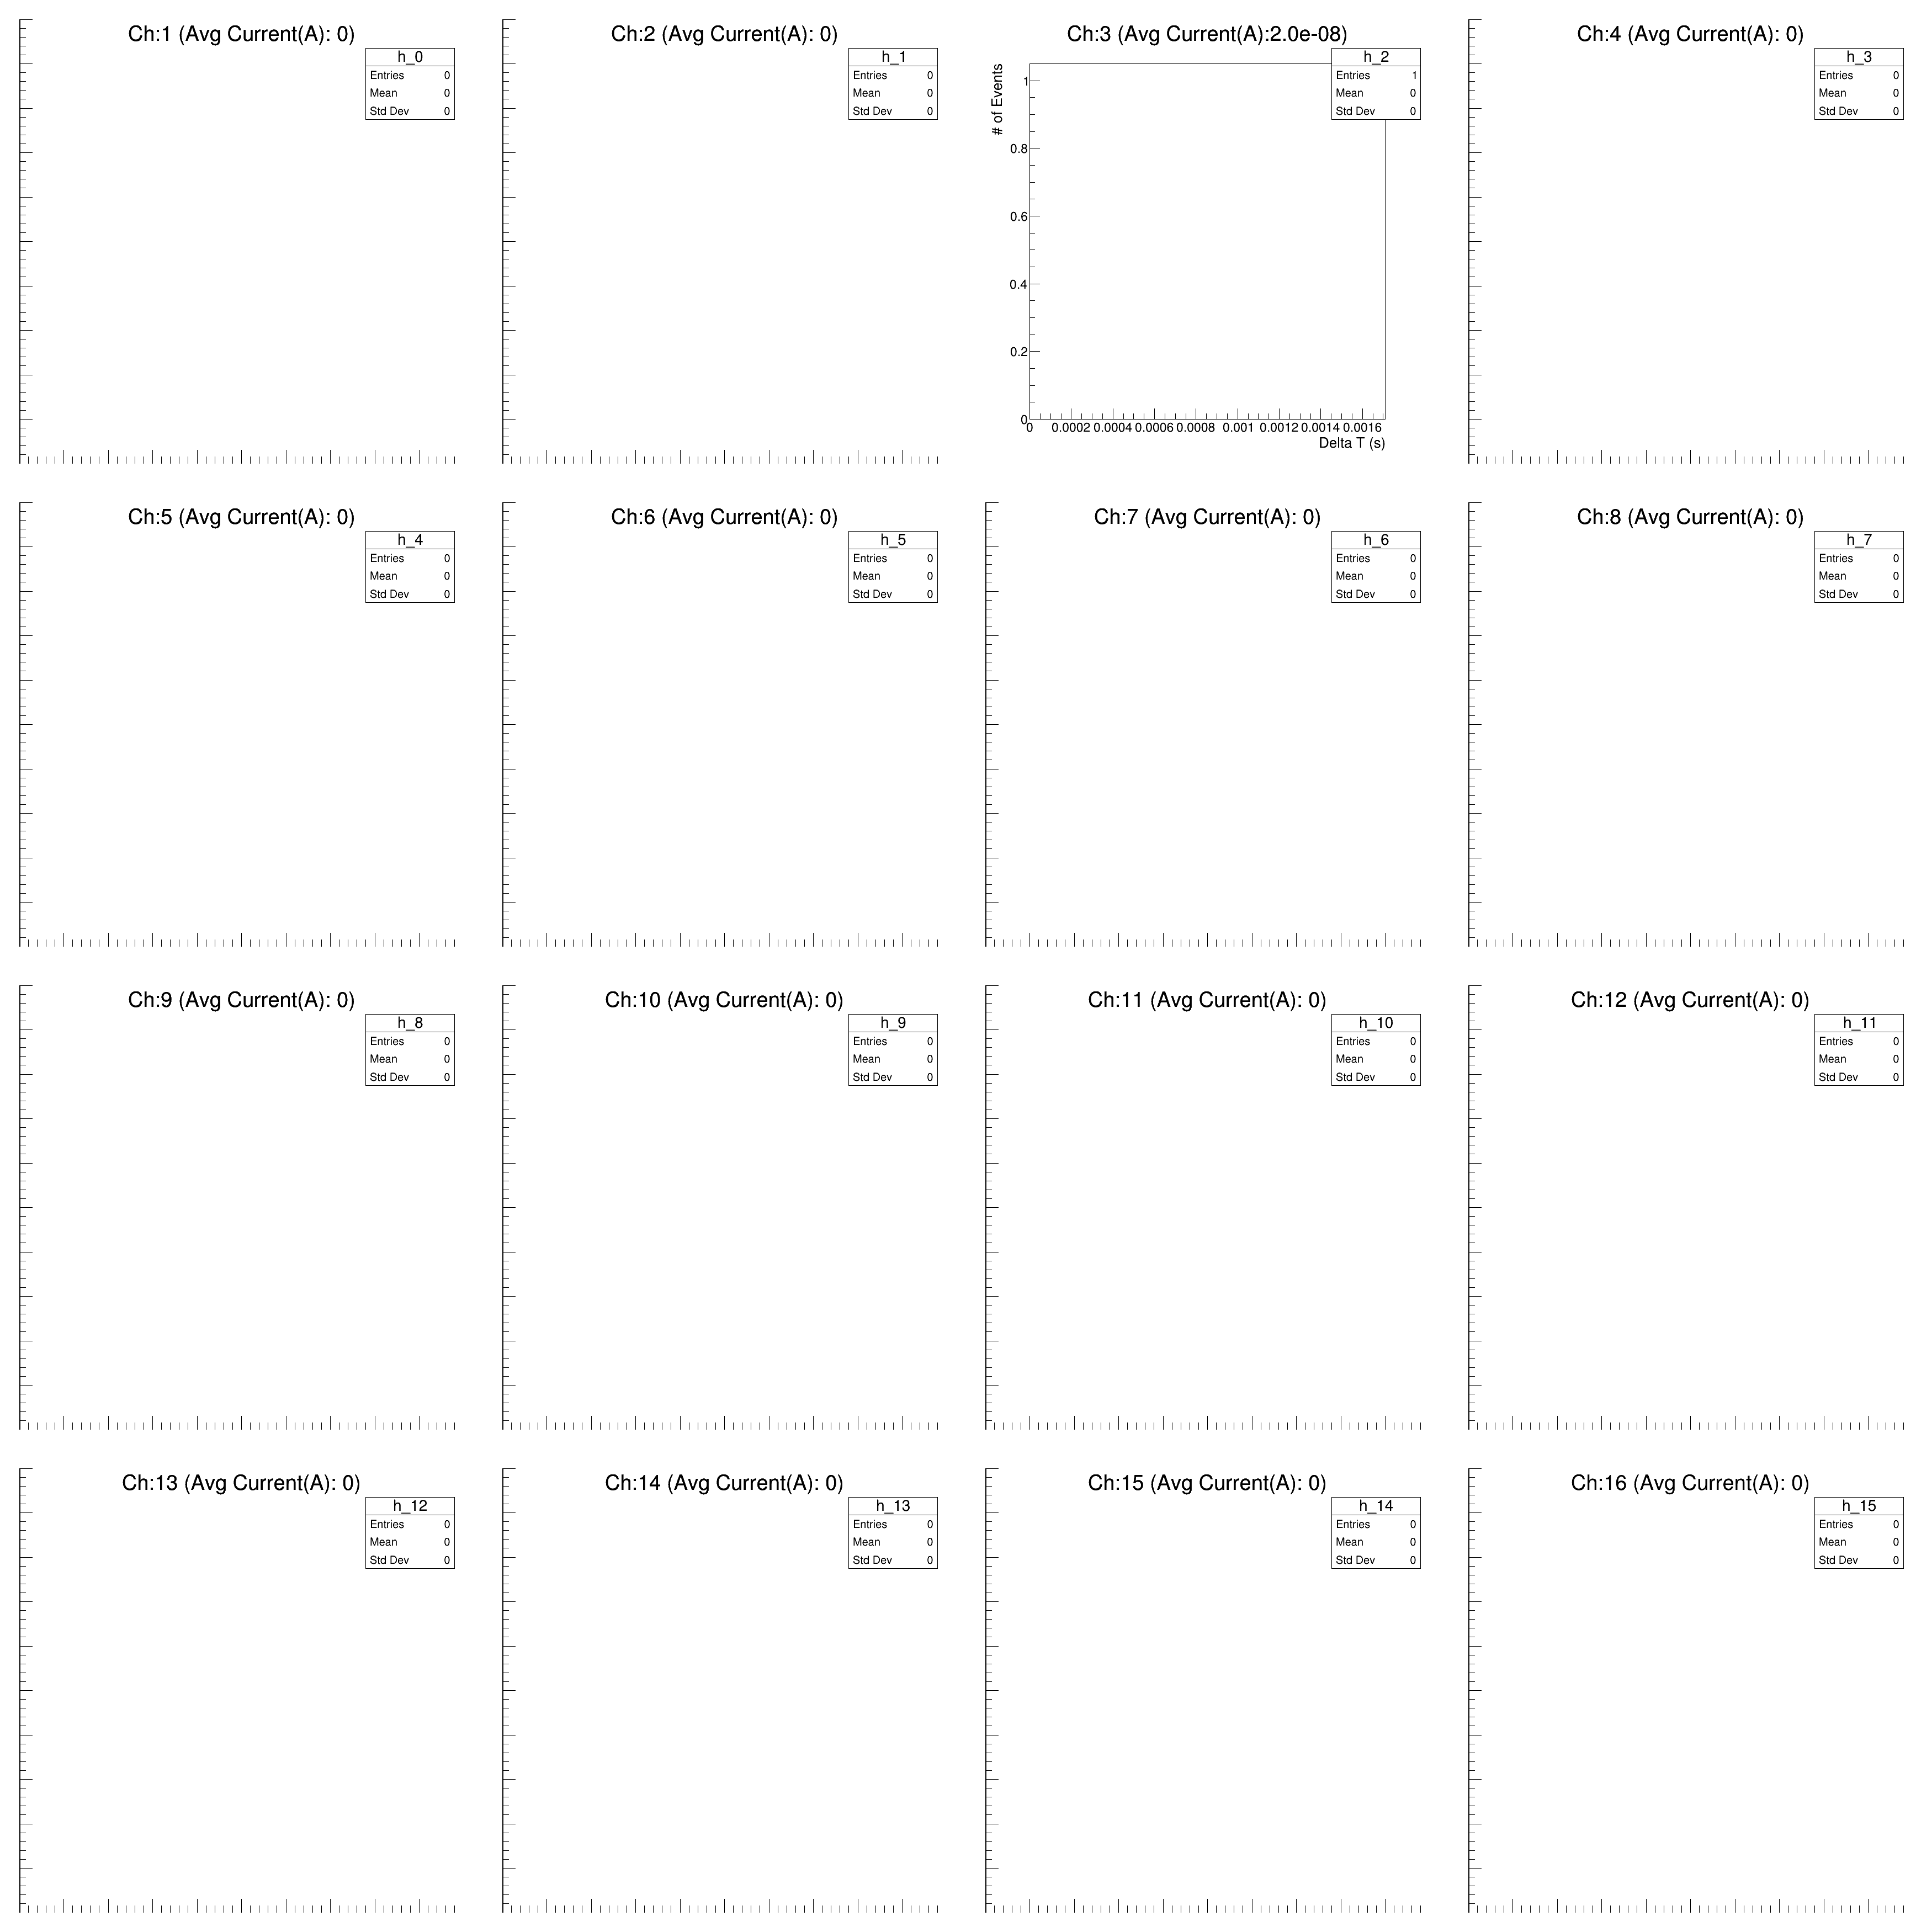 Ch:1 (Avg Current(A): 0)
h_0
Entries 0
Mean 0
Std Dev 0
Ch:2 (Avg Current(A): 0)
h_1
Entries 0
Mean 0
Std Dev 0
Ch:3 (Avg Current(A):2.0e-08)
h_2
Entries 1
Mean 0
Std Dev 0
# of Events
1
0.8
0.6
0.4
0.2
0
0 0.0002 0.0004 0.0006 0.0008 0.001 0.0012 0.0014 0.0016
Delta T (s)
Ch:4 (Avg Current(A): 0)
h_3
Entries 0
Mean 0
Std Dev 0
Ch:5 (Avg Current(A): 0)
h_4
Entries 0
Mean 0
Std Dev 0
Ch:6 (Avg Current(A): 0)
h_5
Entries 0
Mean 0
Std Dev 0
Ch:7 (Avg Current(A): 0)
h_6
Entries 0
Mean 0
Std Dev 0
Ch:8 (Avg Current(A): 0)
h_7
Entries 0
Mean 0
Std Dev 0
Ch:9 (Avg Current(A): 0)
h_8
Entries 0
Mean 0
Std Dev 0
Ch:10 (Avg Current(A): 0)
h_9
Entries 0
Mean 0
Std Dev 0
Ch:11 (Avg Current(A): 0)
h_10
Entries 0
Mean 0
Std Dev 0
Ch:12 (Avg Current(A): 0)
h_11
Entries 0
Mean 0
Std Dev 0
Ch:13 (Avg Current(A): 0)
h_12
Entries 0
Mean 0
Std Dev 0
Ch:14 (Avg Current(A): 0)
h_13
Entries 0
Mean 0
Std Dev 0
Ch:15 (Avg Current(A): 0)
h_14
Entries 0
Mean 0
Std Dev 0
Ch:16 (Avg Current(A): 0)
h_15
Entries 0
Mean 0
Std Dev 0